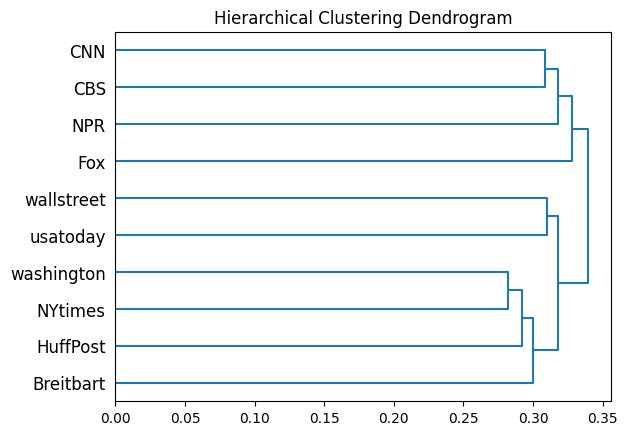 Hierarchical Clustering Dendrogram
CNN
CBS
NPR
Fox
wallstreet
usatoday
washington
NYtimes
HuffPost
Breitbart
0.00 0.05 0.10 0.15 0.20 0.25 0.30 0.35